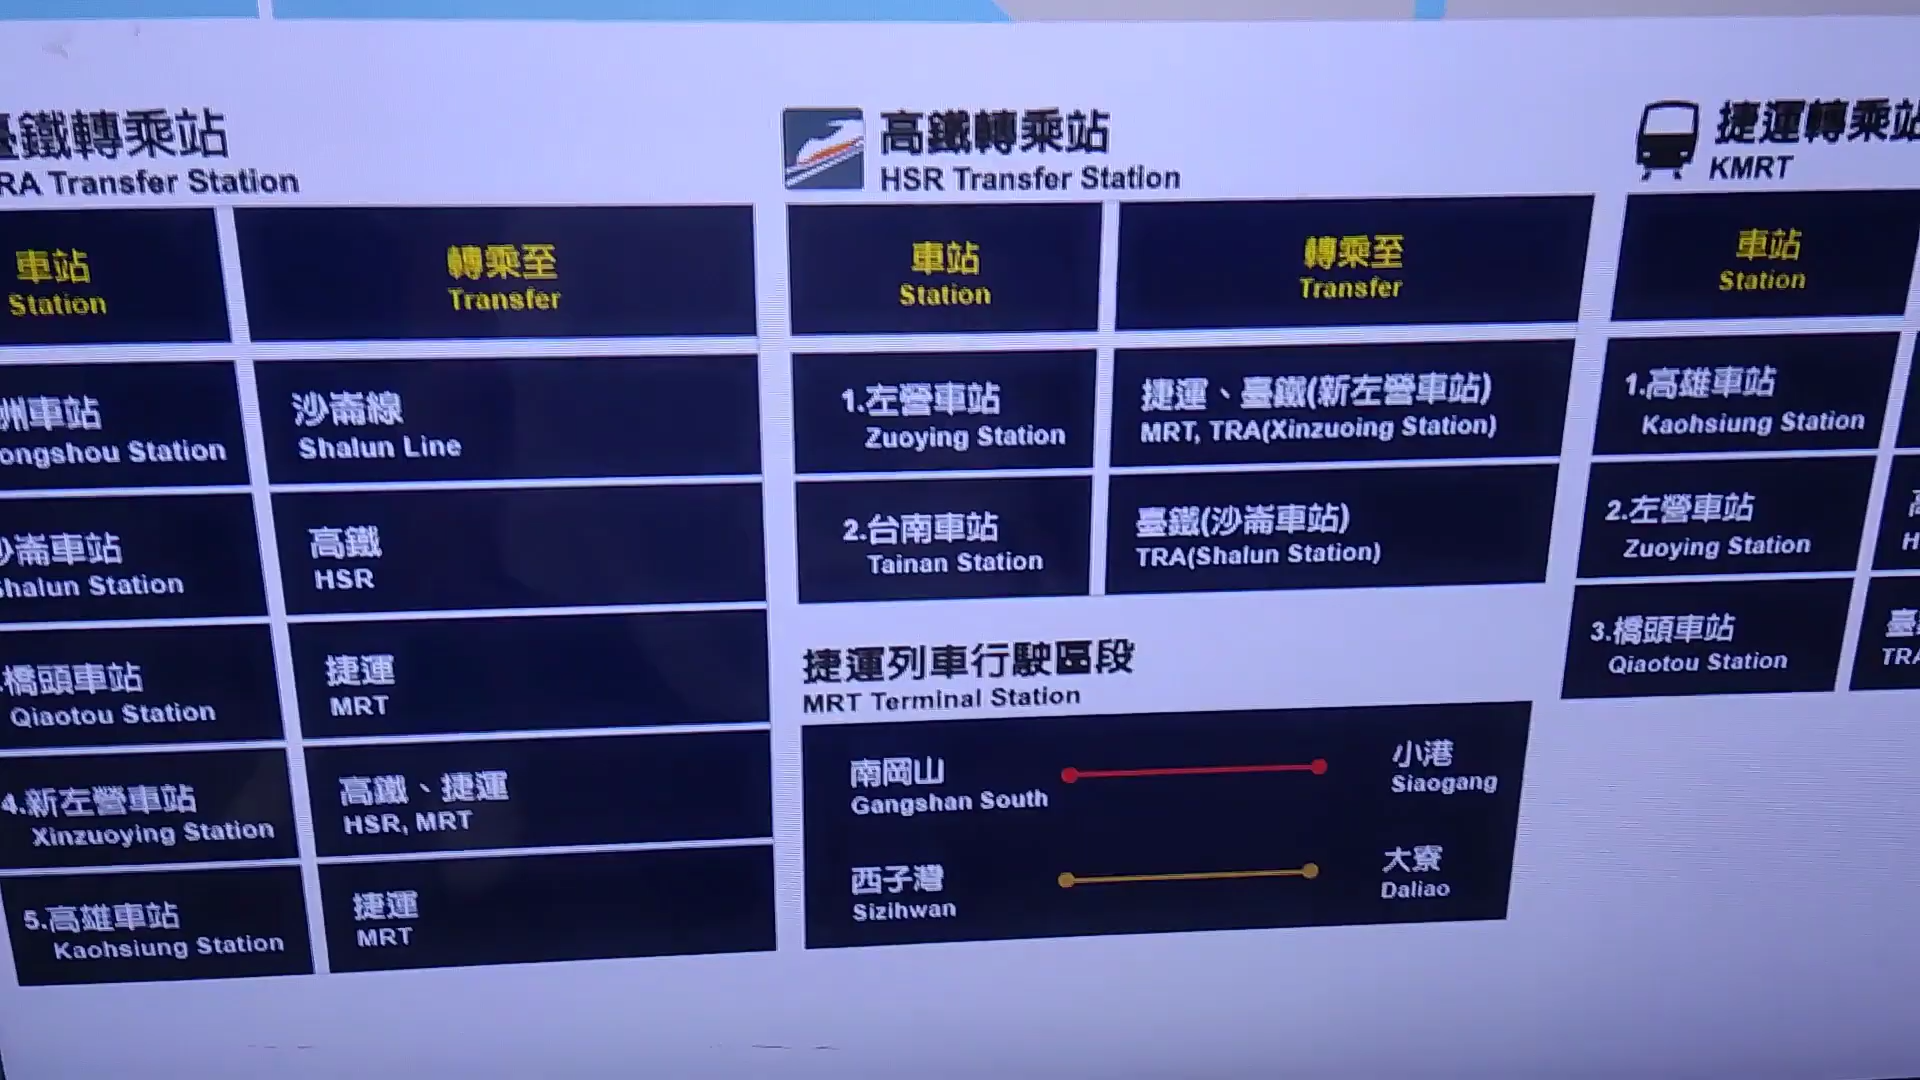 鐵轉乘站
RA Transfer Station
車站
Station
轉乘至
Transfer
州車站
ongshou Station
沙崙線
Shalun Line
崙車站
halun Station
高鐵
HSR
橋頭車站
Qiaotou Station
捷運
MRT
4.新左營車站
Xinzuoying Station
高鐵、捷運
HSR, MRT
5.高雄車站
Kaohsiung Station
捷運
MRT
高鐵轉乘站
HSR Transfer Station
車站
Station
轉乘至
Transfer
1.左營車站
Zuoying Station
捷運、臺鐵(新左營車站)
MRT, TRA(Xinzuoing Station)
2.台南車站
Tainan Station
臺鐵(沙崙車站)
TRA(Shalun Station)
捷運列車行駛區段
MRT Terminal Station
南岡山
Gangshan South
小港
Siaogang
西子灣
Sizihwan
大寮
Daliao
捷運轉乘站
KMRT
車站
Station
1.高雄車站
Kaohsiung Station
2.左營車站
Zuoying Station
3.橋頭車站
Qiaotou Station
TRA